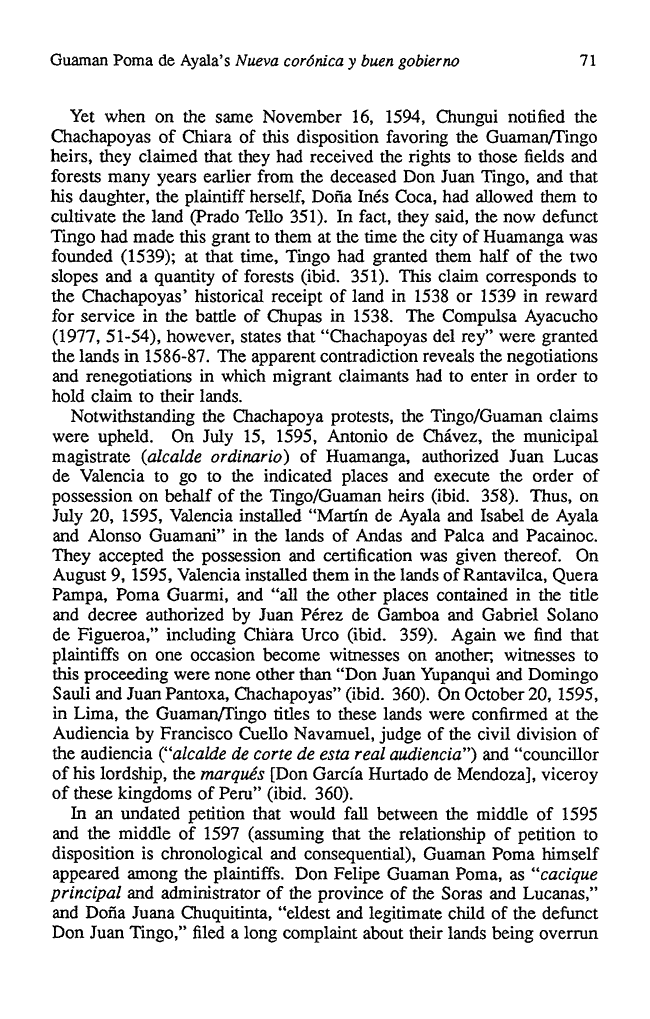 Guaman Poma de Ayala's Nueva corónica y buen gobierno 71
Yet when on the same November 16, 1594, Chungui notified the
Chachapoyas of Chiara of this disposition favoring the Guaman/Tingo
heirs, they claimed that they had received the rights to those fields and
forests many years earlier from the deceased Don Juan Tingo, and that
his daughter, the plaintiff herself, Doña Inés Coca, had allowed them to
cultivate the land (Prado Tello 351). In fact, they said, the now defunct
Tingo had made this grant to them at the time the city of Huamanga was
founded (1539); at that time, Tingo had granted them half of the two
slopes and a quantity of forests (ibid. 351). This claim corresponds to
the Chachapoyas' historical receipt of land in 1538 or 1539 in reward
for service in the battle of Chupas in 1538. The Compulsa Ayacucho
(1977, 51-54), however, states that “Chachapoyas del rey” were granted
the lands in 1586-87. The apparent contradiction reveals the negotiations
and renegotiations in which migrant claimants had to enter in order to
hold claim to their lands.
Notwithstanding the Chachapoya protests, the Tingo/Guaman claims
were upheld. On July 15, 1595, Antonio de Chávez, the municipal
magistrate (alcalde ordinario) of Huamanga, authorized Juan Lucas
de Valencia to go to the indicated places and execute the order of
possession on behalf of the Tingo/Guaman heirs (ibid. 358). Thus, on
July 20, 1595, Valencia installed “Martín de Ayala and Isabel de Ayala
and Alonso Guamani” in the lands of Andas and Palca and Pacainoc.
They accepted the possession and certification was given thereof. On
August 9, 1595, Valencia installed them in the lands of Rantavilca, Quera
Pampa, Poma Guarmi, and “all the other places contained in the title
and decree authorized by Juan Pérez de Gamboa and Gabriel Solano
de Figueroa,” including Chiara Urco (ibid. 359). Again we find that
plaintiffs on one occasion become witnesses on another; witnesses to
this proceeding were none other than “Don Juan Yupanqui and Domingo
Sauli and Juan Pantoxa, Chachapoyas” (ibid. 360). On October 20, 1595,
in Lima, the Guaman/Tingo titles to these lands were confirmed at the
Audiencia by Francisco Cuello Navamuel, judge of the civil division of
the audiencia (“alcalde de corte de esta real audiencia”) and “councillor
of his lordship, the marqués [Don García Hurtado de Mendoza], viceroy
of these kingdoms of Peru” (ibid. 360).
In an undated petition that would fall between the middle of 1595
and the middle of 1597 (assuming that the relationship of petition to
disposition is chronological and consequential), Guaman Poma himself
appeared among the plaintiffs. Don Felipe Guaman Poma, as “cacique
principal and administrator of the province of the Soras and Lucanas,”
and Doña Juana Chuquitinta, “eldest and legitimate child of the defunct
Don Juan Tingo,” filed a long complaint about their lands being overrun